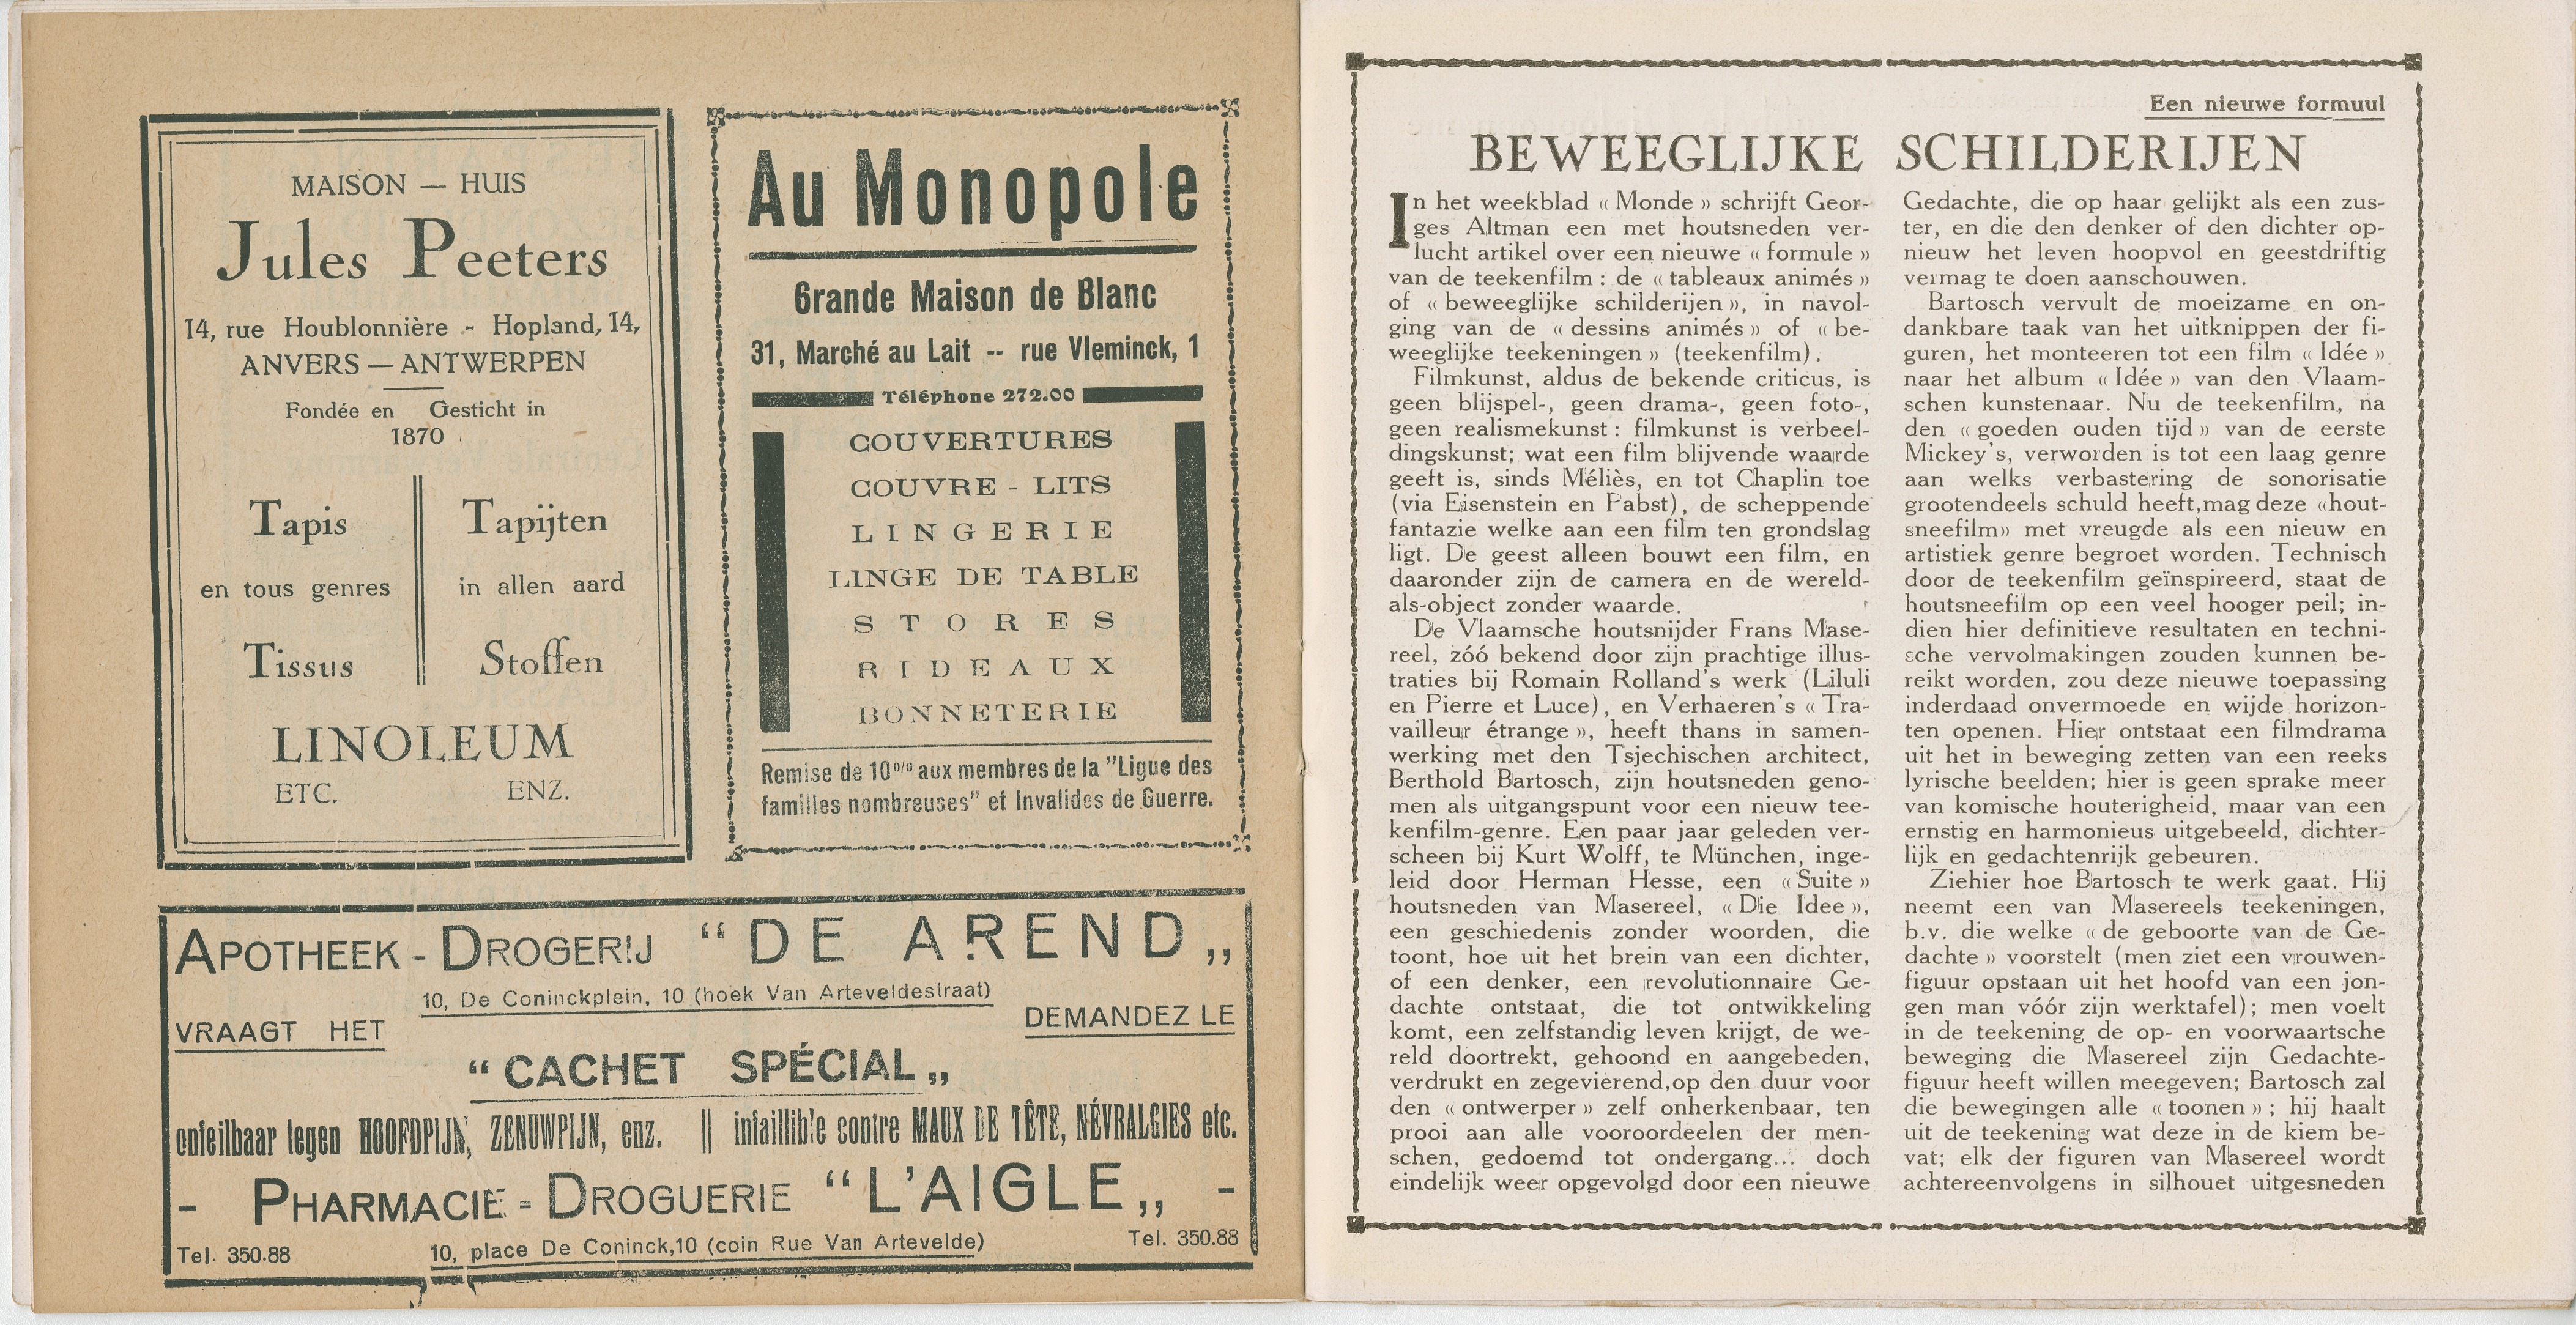 MAISON — HUIS
Jules Peeters
14, rue Houblonnière - Hopland, 14,
ANVERS — ANTWERPEN
Fondée en Gesticht in
1870
Tapis
en tous genres
Tissus
Tapijten
in allen aard
Stoffen
LINOLEUM
ETC. ENZ.
Au Monopole
Grande Maison de Blanc
31, Marché au Lait -- rue Vleminck, 1
Téléphone 272.00
COUVERTURES
COUVRE - LITS
LINGERIE
LINGE DE TABLE
STORES
RIDEAUX
BONNETERIE
Remise de 10% aux membres de la "Ligue des
familles nombreuses" et Invalides de Guerre.
APOTHEEK - DROGERIJ “ DE AREND „
10, De Coninckplein, 10 (hoek Van Arteveldestraat)
VRAAGT HET
DEMANDEZ LE
“ CACHET SPÉCIAL „
onfeilbaar tegen HOOFDPIJN, ZENUWPIJN, enz. || infaillible contre MAUX DE TÊTE, NÉVRALGIES etc.
- PHARMACIE = DROGUERIE “ L'AIGLE „ -
Tel. 350.88 10, place De Coninck,10 (coin Rue Van Artevelde) Tel. 350.88
Een nieuwe formuul
BEWEEGLIJKE SCHILDERIJEN
In het weekblad « Monde » schrijft Geor-
ges Altman een met houtsneden ver-
lucht artikel over een nieuwe « formule »
van de teekenfilm : de « tableaux animés »
of « beweeglijke schilderijen », in navol-
ging van de « dessins animés » of « be-
weeglijke teekeningen » (teekenfilm).
Filmkunst, aldus de bekende criticus, is
geen blijspel-, geen drama-, geen foto-,
geen realismekunst : filmkunst is verbeel-
dingskunst; wat een film blijvende waarde
geeft is, sinds Méliès, en tot Chaplin toe
(via Eisenstein en Pabst), de scheppende
fantazie welke aan een film ten grondslag
ligt. De geest alleen bouwt een film, en
daaronder zijn de camera en de wereld-
als-object zonder waarde.
De Vlaamsche houtsnijder Frans Mase-
reel, zóó bekend door zijn prachtige illus-
traties bij Romain Rolland's werk (Liluli
en Pierre et Luce), en Verhaeren's « Tra-
vailleur étrange », heeft thans in samen-
werking met den Tsjechischen architect,
Berthold Bartosch, zijn houtsneden geno-
men als uitgangspunt voor een nieuw tee-
kenfilm-genre. Een paar jaar geleden ver-
scheen bij Kurt Wolff, te München, inge-
leid door Herman Hesse, een « Suite »
houtsneden van Masereel, « Die Idee »,
een geschiedenis zonder woorden, die
toont, hoe uit het brein van een dichter,
of een denker, een revolutionnaire Ge-
dachte ontstaat, die tot ontwikkeling
komt, een zelfstandig leven krijgt, de we-
reld doortrekt, gehoond en aangebeden,
verdrukt en zegevierend,op den duur voor
den « ontwerper » zelf onherkenbaar, ten
prooi aan alle vooroordeelen der men-
schen, gedoemd tot ondergang... doch
eindelijk weer opgevolgd door een nieuwe
Gedachte, die op haar gelijkt als een zus-
ter, en die den denker of den dichter op-
nieuw het leven hoopvol en geestdriftig
vermag te doen aanschouwen.
Bartosch vervult de moeizame en on-
dankbare taak van het uitknippen der fi-
guren, het monteeren tot een film « Idée »
naar het album « Idée » van den Vlaam-
schen kunstenaar. Nu de teekenfilm, na
den « goeden ouden tijd » van de eerste
Mickey's, verworden is tot een laag genre
aan welks verbastering de sonorisatie
grootendeels schuld heeft,mag deze «hout-
sneefilm» met vreugde als een nieuw en
artistiek genre begroet worden. Technisch
door de teekenfilm geïnspireerd, staat de
houtsneefilm op een veel hooger peil; in-
dien hier definitieve resultaten en techni-
sche vervolmakingen zouden kunnen be-
reikt worden, zou deze nieuwe toepassing
inderdaad onvermoede en wijde horizon-
ten openen. Hier ontstaat een filmdrama
uit het in beweging zetten van een reeks
lyrische beelden; hier is geen sprake meer
van komische houterigheid, maar van een
ernstig en harmonieus uitgebeeld, dichter-
lijk en gedachtenrijk gebeuren.
Ziehier hoe Bartosch te werk gaat. Hij
neemt een van Masereels teekeningen,
b.v. die welke « de geboorte van de Ge-
dachte » voorstelt (men ziet een vrouwen-
figuur opstaan uit het hoofd van een jon-
gen man vóór zijn werktafel); men voelt
in de teekening de op- en voorwaartsche
beweging die Masereel zijn Gedachte-
figuur heeft willen meegeven; Bartosch zal
die bewegingen alle « toonen » ; hij haalt
uit de teekening wat deze in de kiem be-
vat; elk der figuren van Masereel wordt
achtereenvolgens in silhouet uitgesneden